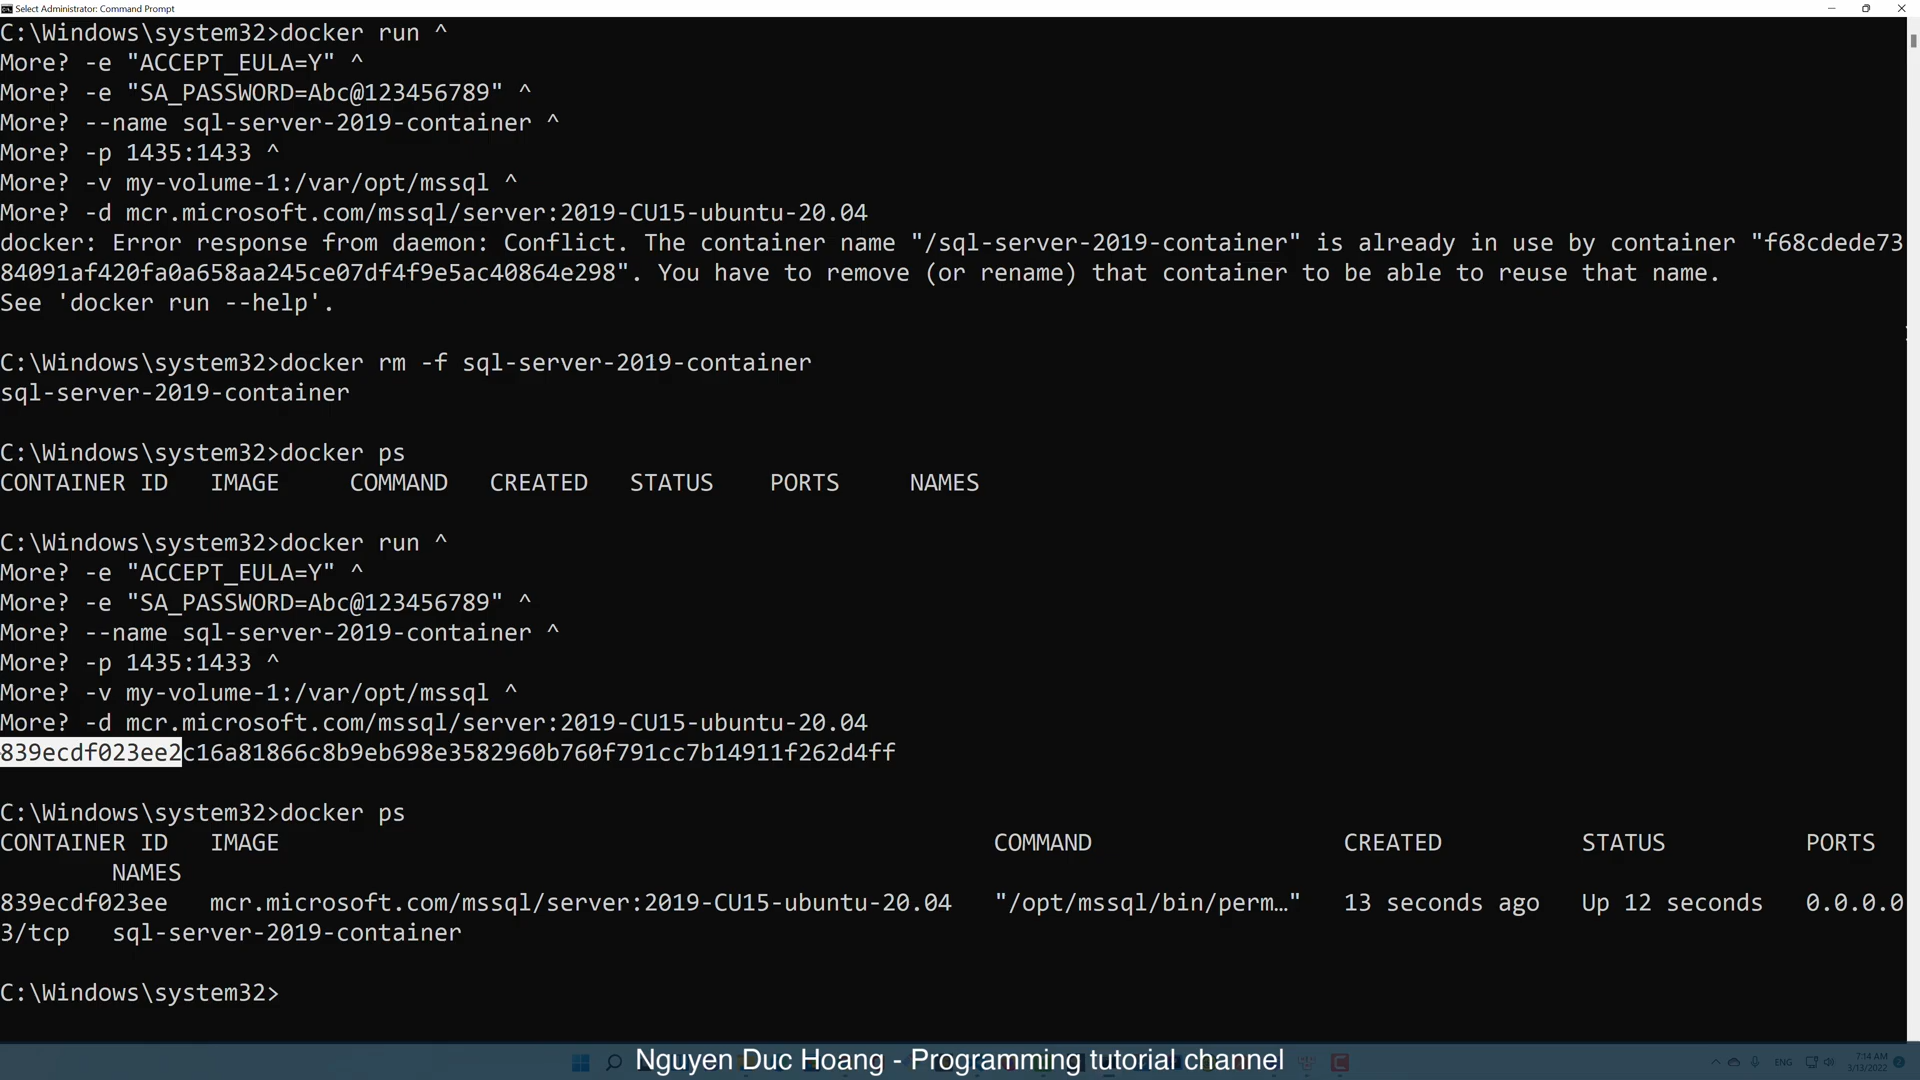 Select Administrator: Command Prompt
C:\Windows\system32>docker run ^
More? -e "ACCEPT_EULA=Y" ^
More? -e "SA_PASSWORD=Abc@123456789" ^
More? --name sql-server-2019-container ^
More? -p 1435:1433 ^
More? -v my-volume-1:/var/opt/mssql ^
More? -d mcr.microsoft.com/mssql/server:2019-CU15-ubuntu-20.04
docker: Error response from daemon: Conflict. The container name "/sql-server-2019-container" is already in use by container "f68cdede73
84091af420fa0a658aa245ce07df4f9e5ac40864e298". You have to remove (or rename) that container to be able to reuse that name.
See 'docker run --help'.
C:\Windows\system32>docker rm -f sql-server-2019-container
sql-server-2019-container
C:\Windows\system32>docker ps
CONTAINER ID   IMAGE     COMMAND   CREATED   STATUS    PORTS     NAMES
C:\Windows\system32>docker run ^
More? -e "ACCEPT_EULA=Y" ^
More? -e "SA_PASSWORD=Abc@123456789" ^
More? --name sql-server-2019-container ^
More? -p 1435:1433 ^
More? -v my-volume-1:/var/opt/mssql ^
More? -d mcr.microsoft.com/mssql/server:2019-CU15-ubuntu-20.04
839ecdf023ee2c16a81866c8b9eb698e3582960b760f791cc7b14911f262d4ff
C:\Windows\system32>docker ps
CONTAINER ID   IMAGE   COMMAND   CREATED   STATUS   PORTS
NAMES
839ecdf023ee   mcr.microsoft.com/mssql/server:2019-CU15-ubuntu-20.04   "/opt/mssql/bin/perm…"   13 seconds ago   Up 12 seconds   0.0.0.0
3/tcp   sql-server-2019-container
C:\Windows\system32>
Nguyen Duc Hoang - Programming tutorial channel
ENG
7:14 AM
3/13/2022